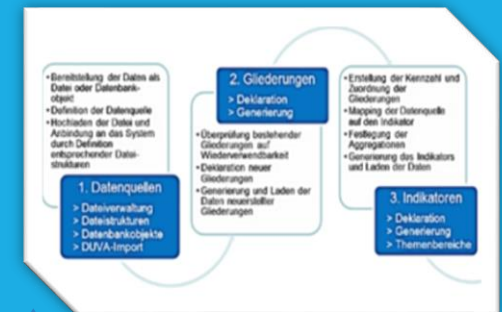 • Bereitstellung der Daten als
Datei oder Datenbank-
objekt
• Definition der Datenquelle
• Hochladen der Datei und
Anbindung an das System
durch Definition
entsprechender Datei-
strukturen
1. Datenquellen
> Dateiverwaltung
> Dateistrukturen
> Datenbankobjekte
> DUVA-Import
2. Gliederungen
> Deklaration
> Generierung
• Überprüfung bestehender
Gliederungen auf
Wiederverwendbarkeit
• Deklaration neuer
Gliederungen
• Generierung und Laden der
Daten neuerstellter
Gliederungen
• Erstellung der Kennzahl und
Zuordnung der
Gliederungen
• Mapping der Datenquelle
auf den Indikator
• Festlegung der
Aggregationen
• Generierung des Indikators
und Laden der Daten
3. Indikatoren
> Deklaration
> Generierung
> Themenbereiche